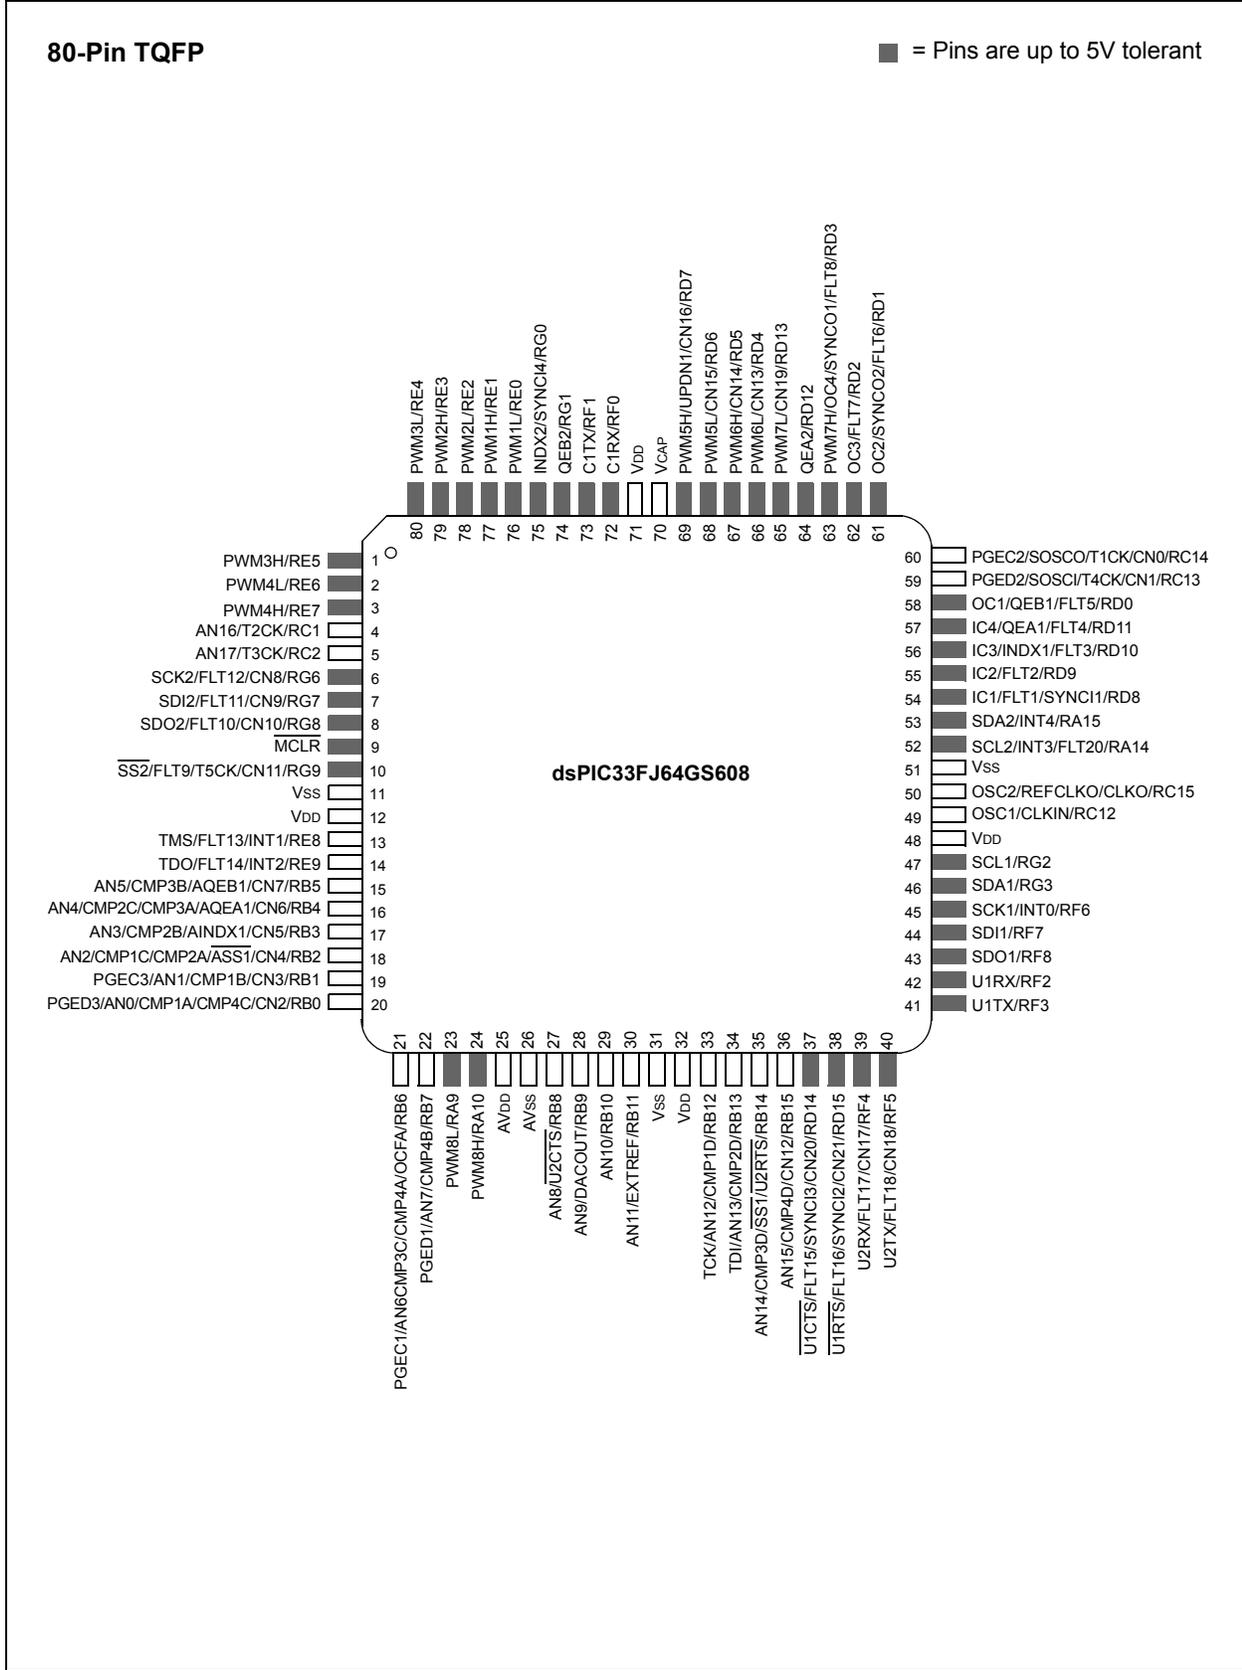 80-Pin TQFP
= Pins are up to 5V tolerant
PWM3L/RE4
PWM2H/RE3
PWM2L/RE2
PWM1H/RE1
PWM1L/RE0
INDX2/SYNCI4/RG0
QEB2/RG1
C1TX/RF1
C1RX/RF0
VDD
VCAP
PWM5H/UPDN1/CN16/RD7
PWM5L/CN15/RD6
PWM6H/CN14/RD5
PWM6L/CN13/RD4
PWM7L/CN19/RD13
QEA2/RD12
PWM7H/OC4/SYNCO1/FLT8/RD3
OC3/FLT7/RD2
OC2/SYNCO2/FLT6/RD1
80 79 78 77 76 75 74 73 72 71 70 69 68 67 66 65 64 63 62 61
PWM3H/RE5 1
PWM4L/RE6 2
PWM4H/RE7 3
AN16/T2CK/RC1 4
AN17/T3CK/RC2 5
SCK2/FLT12/CN8/RG6 6
SDI2/FLT11/CN9/RG7 7
SDO2/FLT10/CN10/RG8 8
MCLR 9
SS2/FLT9/T5CK/CN11/RG9 10
VSS 11
VDD 12
TMS/FLT13/INT1/RE8 13
TDO/FLT14/INT2/RE9 14
AN5/CMP3B/AQEB1/CN7/RB5 15
AN4/CMP2C/CMP3A/AQEA1/CN6/RB4 16
AN3/CMP2B/AINDX1/CN5/RB3 17
AN2/CMP1C/CMP2A/ASS1/CN4/RB2 18
PGEC3/AN1/CMP1B/CN3/RB1 19
PGED3/AN0/CMP1A/CMP4C/CN2/RB0 20
dsPIC33FJ64GS608
60 PGEC2/SOSCO/T1CK/CN0/RC14
59 PGED2/SOSCI/T4CK/CN1/RC13
58 OC1/QEB1/FLT5/RD0
57 IC4/QEA1/FLT4/RD11
56 IC3/INDX1/FLT3/RD10
55 IC2/FLT2/RD9
54 IC1/FLT1/SYNCI1/RD8
53 SDA2/INT4/RA15
52 SCL2/INT3/FLT20/RA14
51 VSS
50 OSC2/REFCLKO/CLKO/RC15
49 OSC1/CLKIN/RC12
48 VDD
47 SCL1/RG2
46 SDA1/RG3
45 SCK1/INT0/RF6
44 SDI1/RF7
43 SDO1/RF8
42 U1RX/RF2
41 U1TX/RF3
21 22 23 24 25 26 27 28 29 30 31 32 33 34 35 36 37 38 39 40
PGEC1/AN6CMP3C/CMP4A/OCFA/RB6
PGED1/AN7/CMP4B/RB7
PWM8L/RA9
PWM8H/RA10
AVDD
AVSS
AN8/U2CTS/RB8
AN9/DACOUT/RB9
AN10/RB10
AN11/EXTREF/RB11
VSS
VDD
TCK/AN12/CMP1D/RB12
TDI/AN13/CMP2D/RB13
AN14/CMP3D/SS1/U2RTS/RB14
AN15/CMP4D/CN12/RB15
U1CTS/FLT15/SYNCI3/CN20/RD14
U1RTS/FLT16/SYNCI2/CN21/RD15
U2RX/FLT17/CN17/RF4
U2TX/FLT18/CN18/RF5